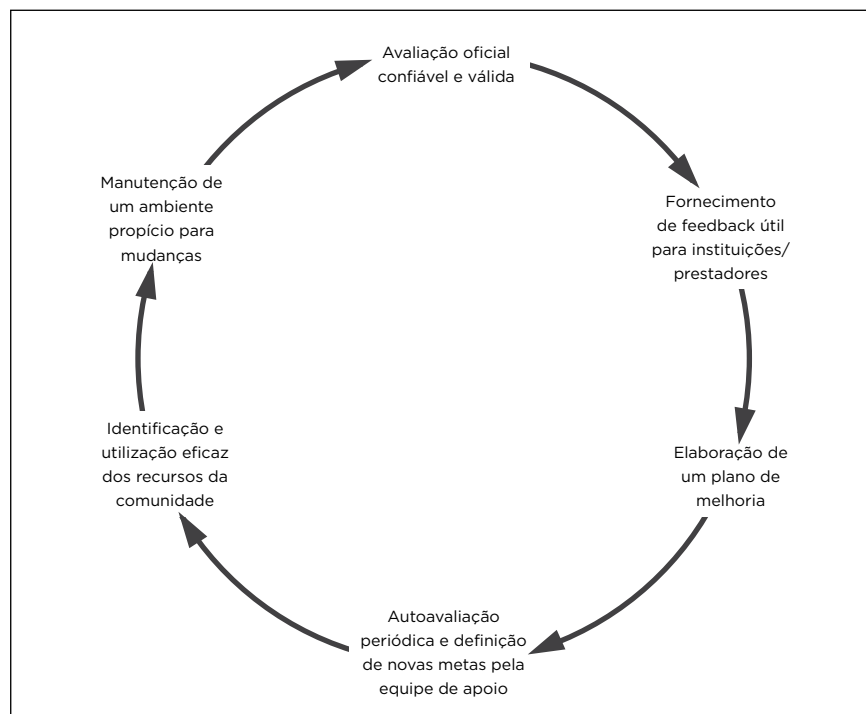 Avaliação oficial
confiável e válida
Fornecimento
de feedback útil
para instituições/
prestadores
Elaboração de
um plano de
melhoria
Autoavaliação
periódica e definição
de novas metas pela
equipe de apoio
Identificação e
utilização eficaz
dos recursos da
comunidade
Manutenção de
um ambiente
propício para
mudanças